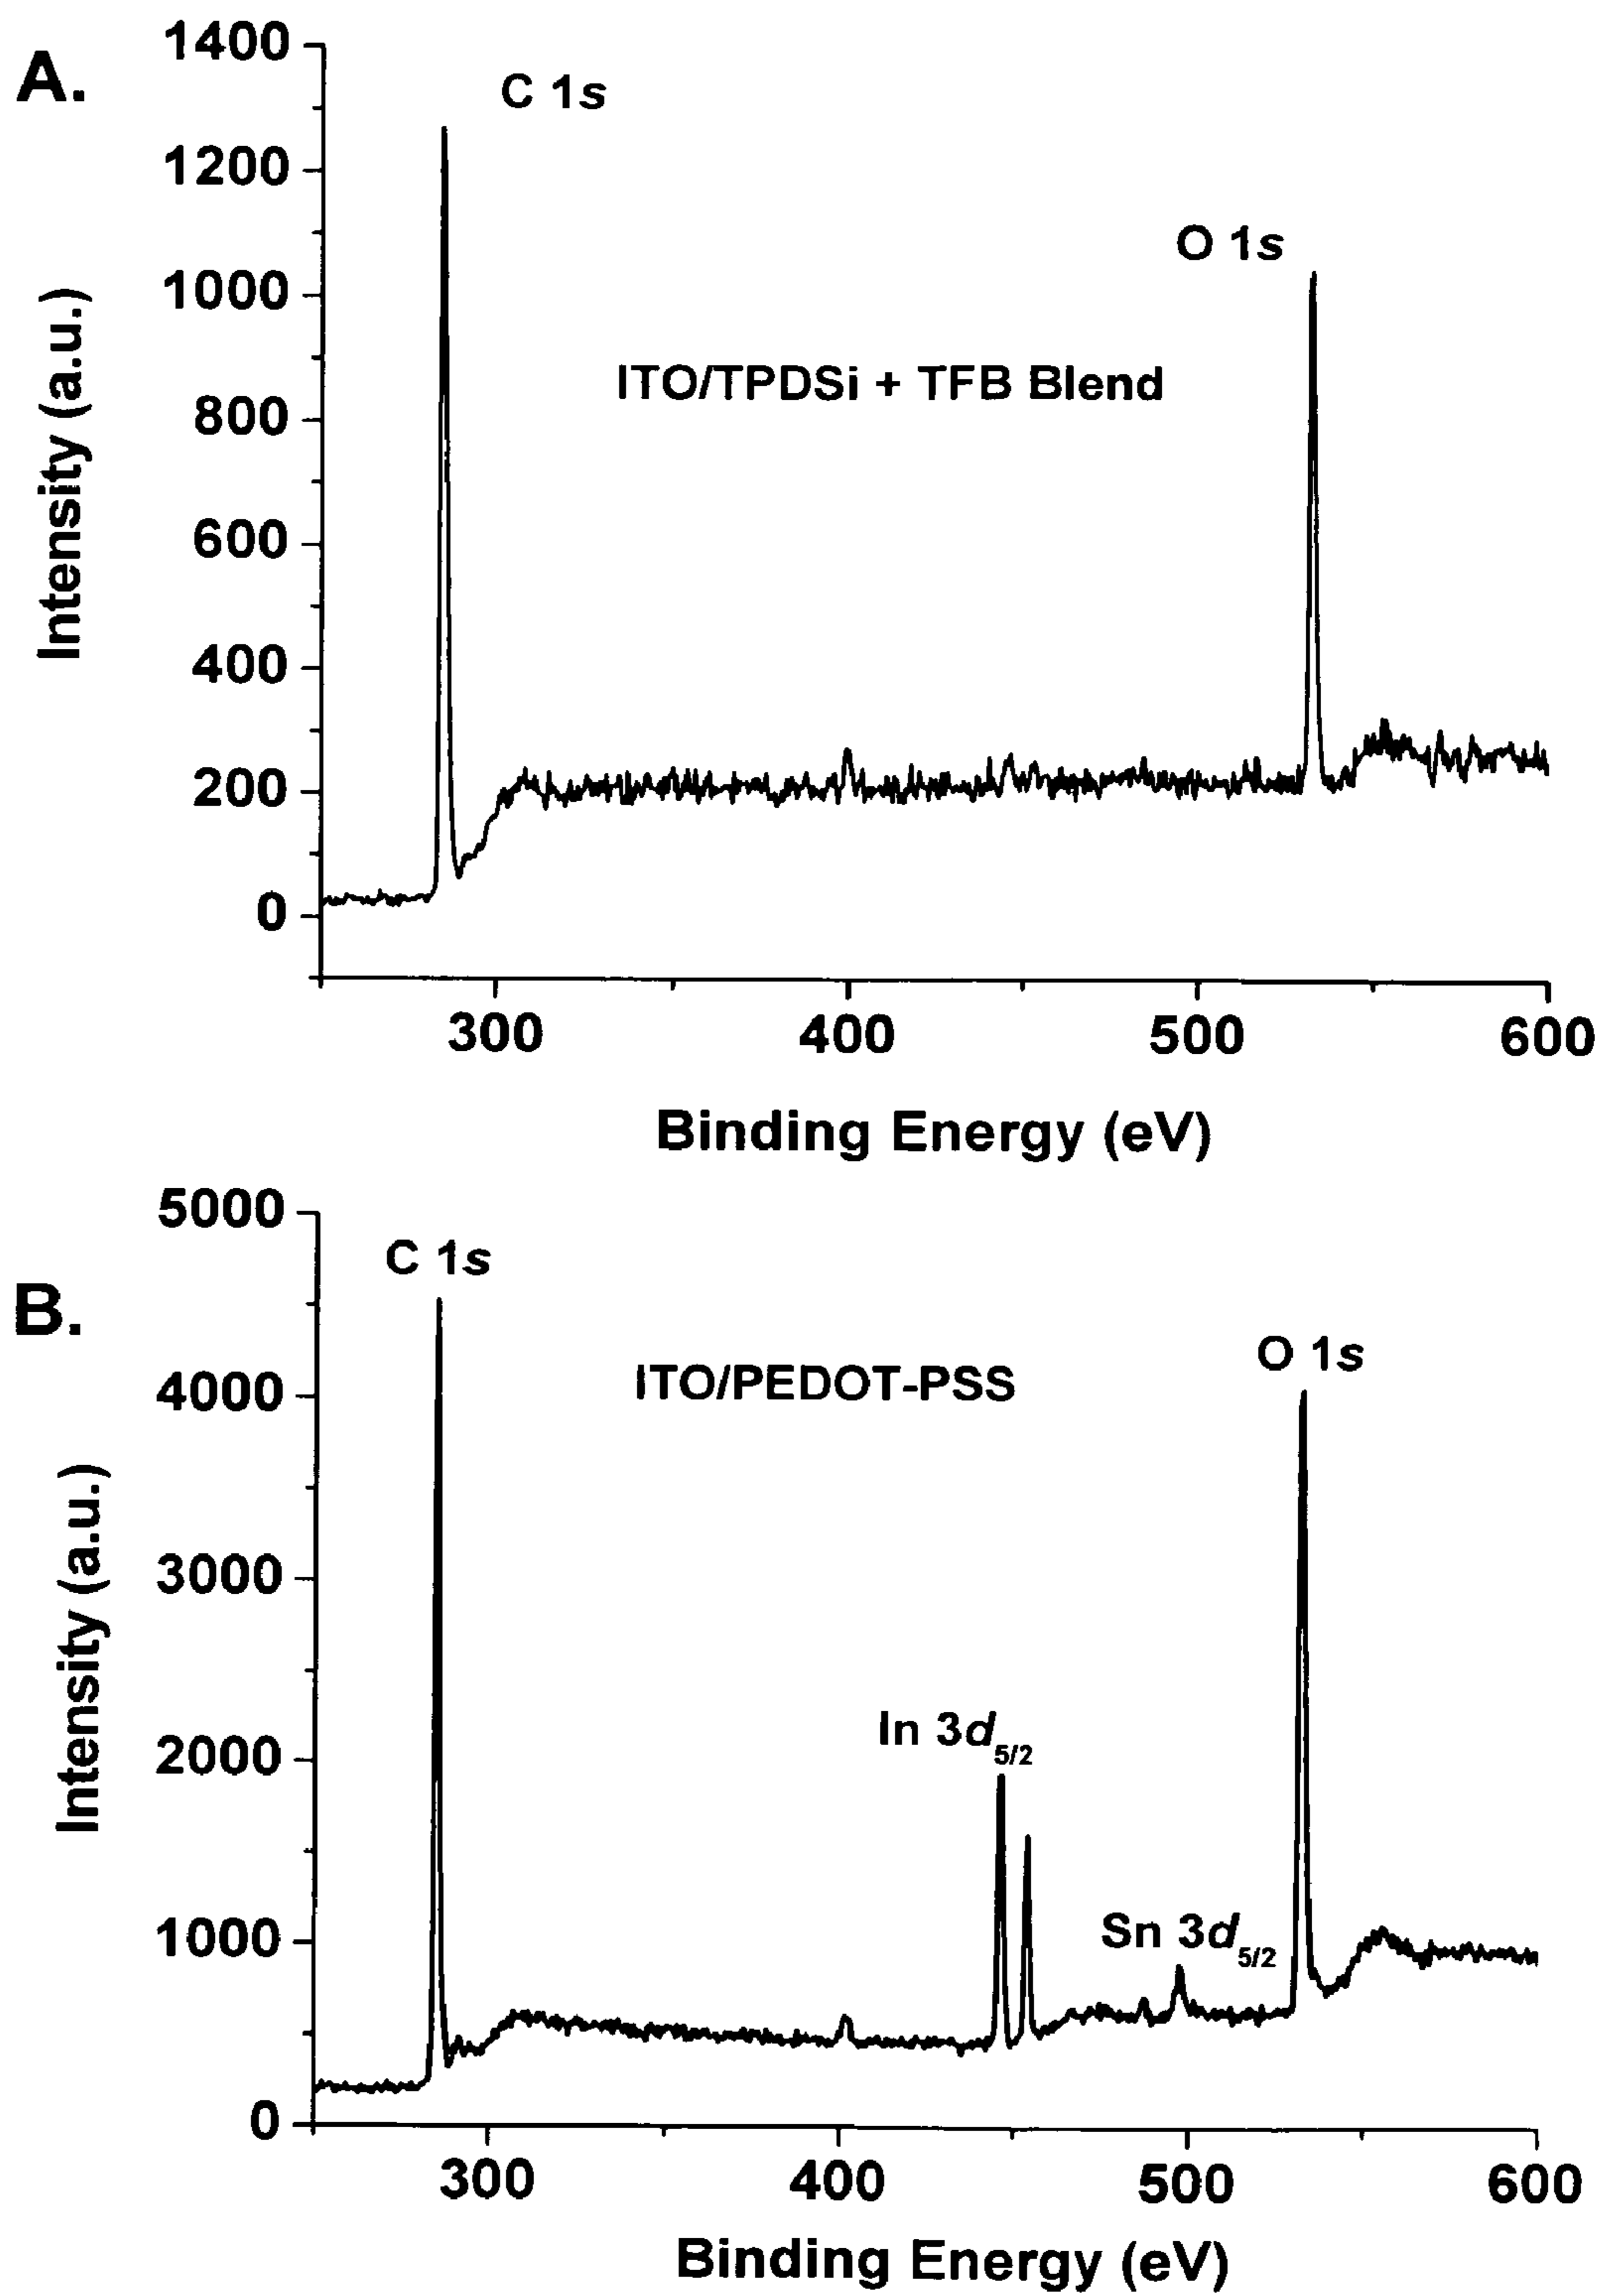 A.
1400
1200
1000
800
600
400
200
0
Intensity (a.u.)
C 1s
O 1s
ITO/TPDSi + TFB Blend
300 400 500 600
Binding Energy (eV)
B.
5000
4000
3000
2000
1000
0
Intensity (a.u.)
C 1s
O 1s
ITO/PEDOT-PSS
In 3d5/2
Sn 3d5/2
300 400 500 600
Binding Energy (eV)